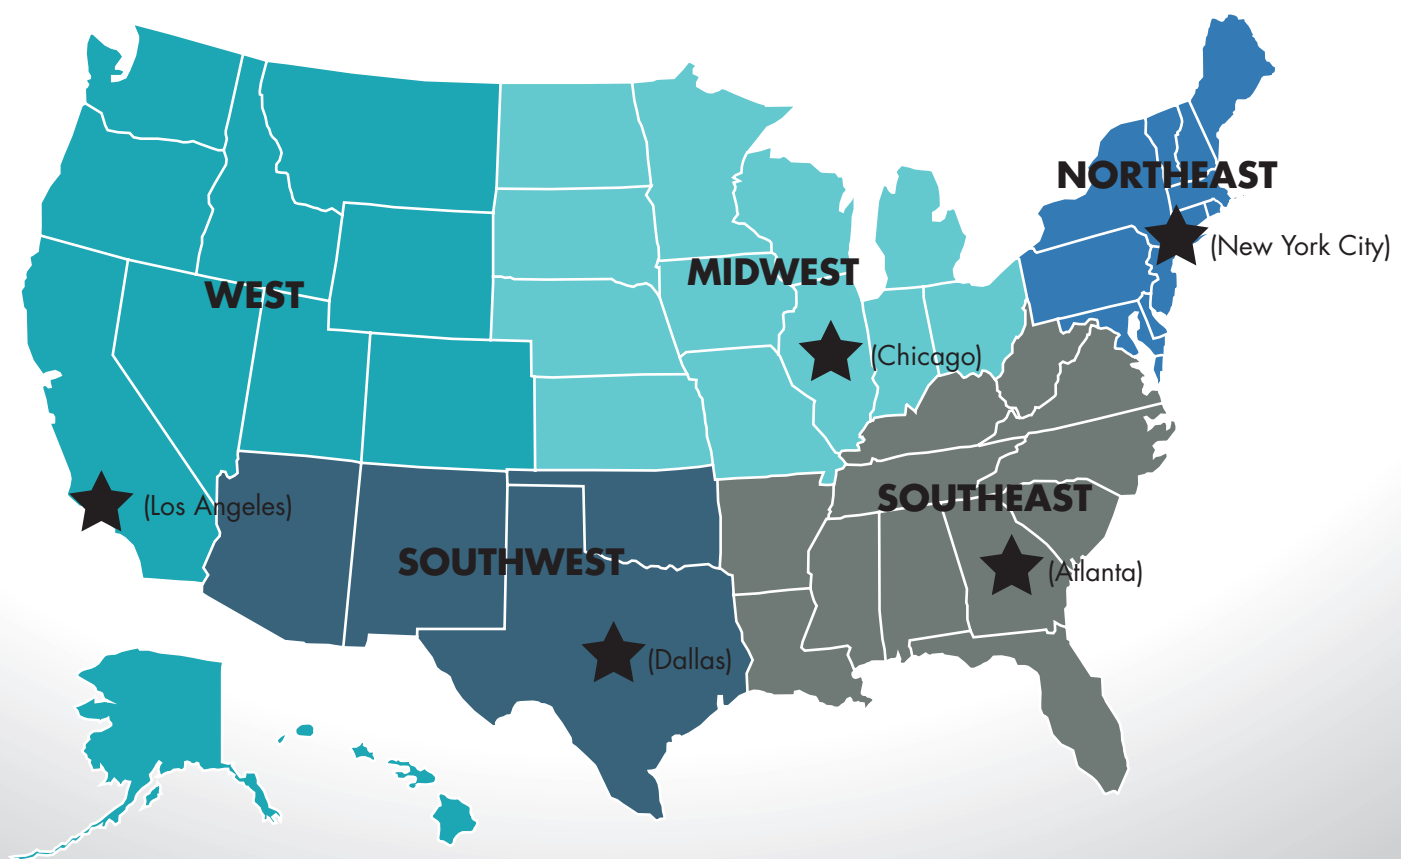 NORTHEAST
(New York City)
MIDWEST
WEST
(Chicago)
SOUTHEAST
(Los Angeles)
SOUTHWEST
(Atlanta)
(Dallas)